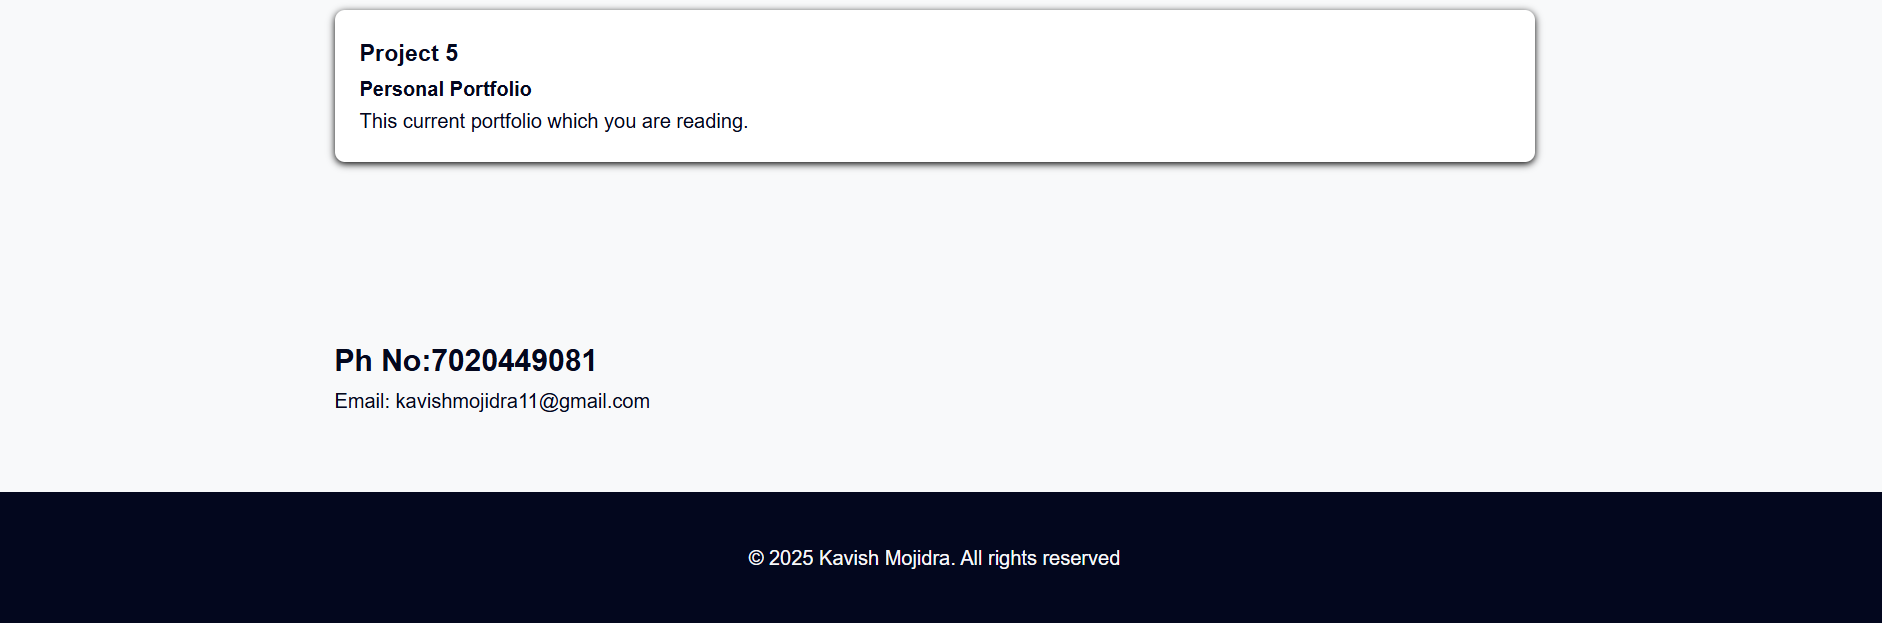 Project 5
Personal Portfolio
This current portfolio which you are reading.
Ph No:7020449081
Email: kavishmojidra11@gmail.com
© 2025 Kavish Mojidra. All rights reserved